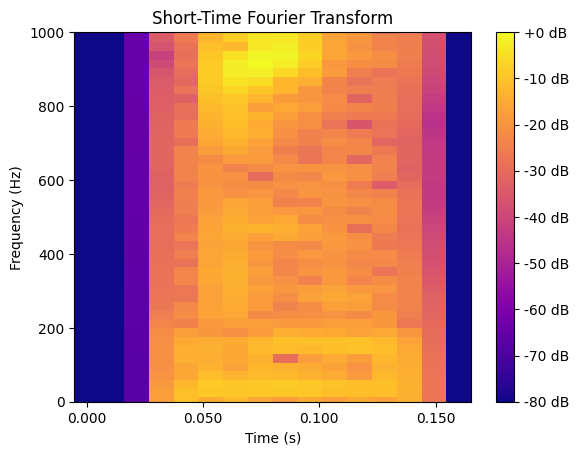 Short-Time Fourier Transform
Frequency (Hz)
1000
800
600
400
200
0
0.000
0.050
0.100
0.150
Time (s)
+0 dB
-10 dB
-20 dB
-30 dB
-40 dB
-50 dB
-60 dB
-70 dB
-80 dB